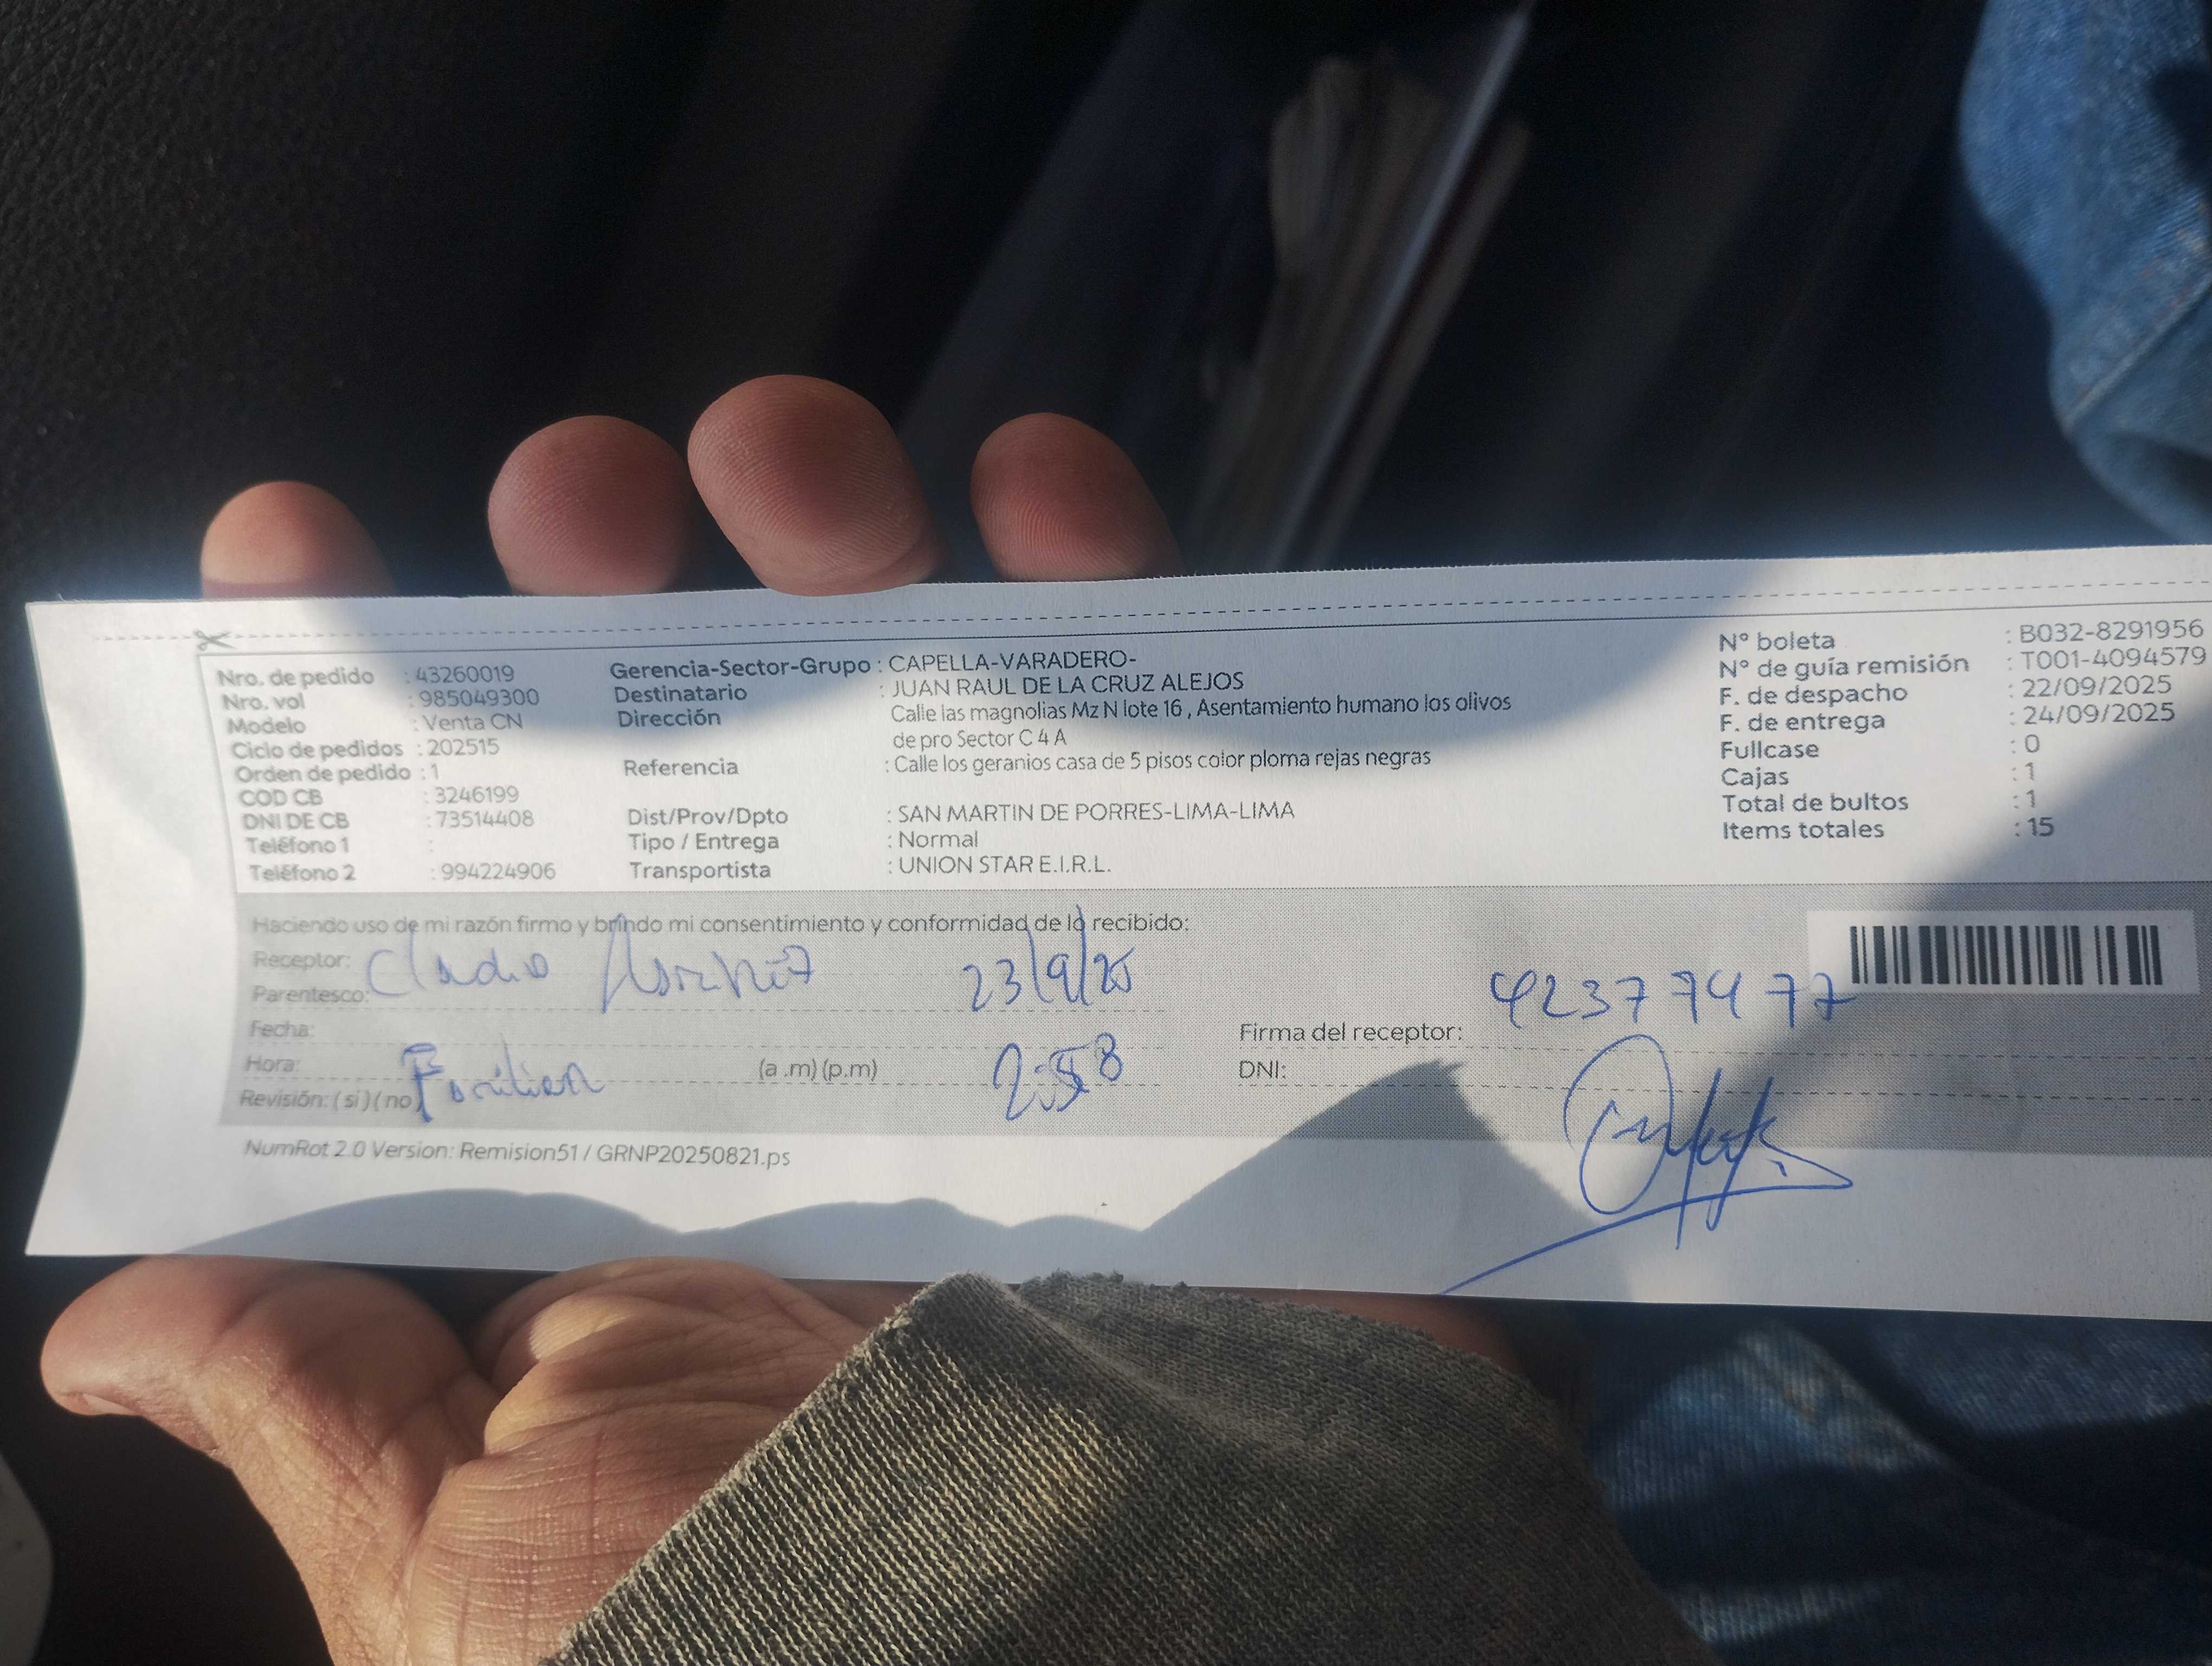 Nro. de pedido : 43260019
Nro. vol : 985049300
Modelo : Venta CN
Ciclo de pedidos : 202515
Orden de pedido : 1
COD CB : 3246199
DNI DE CB : 73514408
Teléfono 1 :
Teléfono 2 : 994224906
Gerencia-Sector-Grupo : CAPELLA-VARADERO-
Destinatario : JUAN RAUL DE LA CRUZ ALEJOS
Dirección Calle las magnolias Mz N lote 16 , Asentamiento humano los olivos
de pro Sector C 4 A
Referencia : Calle los geranios casa de 5 pisos color ploma rejas negras
Dist/Prov/Dpto : SAN MARTIN DE PORRES-LIMA-LIMA
Tipo / Entrega : Normal
Transportista : UNION STAR E.I.R.L.
N° boleta : B032-8291956
N° de guía remisión : T001-4094579
F. de despacho : 22/09/2025
F. de entrega : 24/09/2025
Fullcase : 0
Cajas : 1
Total de bultos : 1
Items totales : 15
Haciendo uso de mi razón firmo y brindo mi consentimiento y conformidad de lo recibido:
Receptor:
Parentesco:
23/9/25
Fecha:
Hora: (a .m) (p.m) 2:58
Revisión: ( si ) ( no )
42377477
Firma del receptor:
DNI:
NumRot 2.0 Version: Remision51 / GRNP20250821.ps